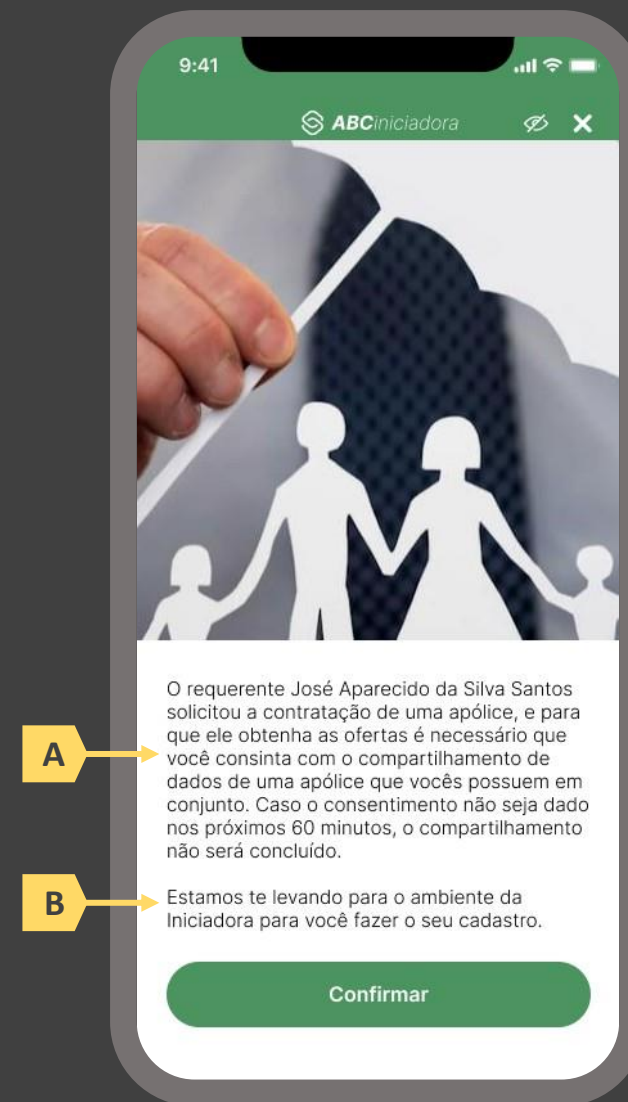 9:41
ABCiniciadora
O requerente José Aparecido da Silva Santos
solicitou a contratação de uma apólice, e para
que ele obtenha as ofertas é necessário que
A
você consinta com o compartilhamento de
dados de uma apólice que vocês possuem em
conjunto. Caso o consentimento não seja dado
nos próximos 60 minutos, o compartilhamento
não será concluído.
B
Estamos te levando para o ambiente da
Iniciadora para você fazer o seu cadastro.
Confirmar